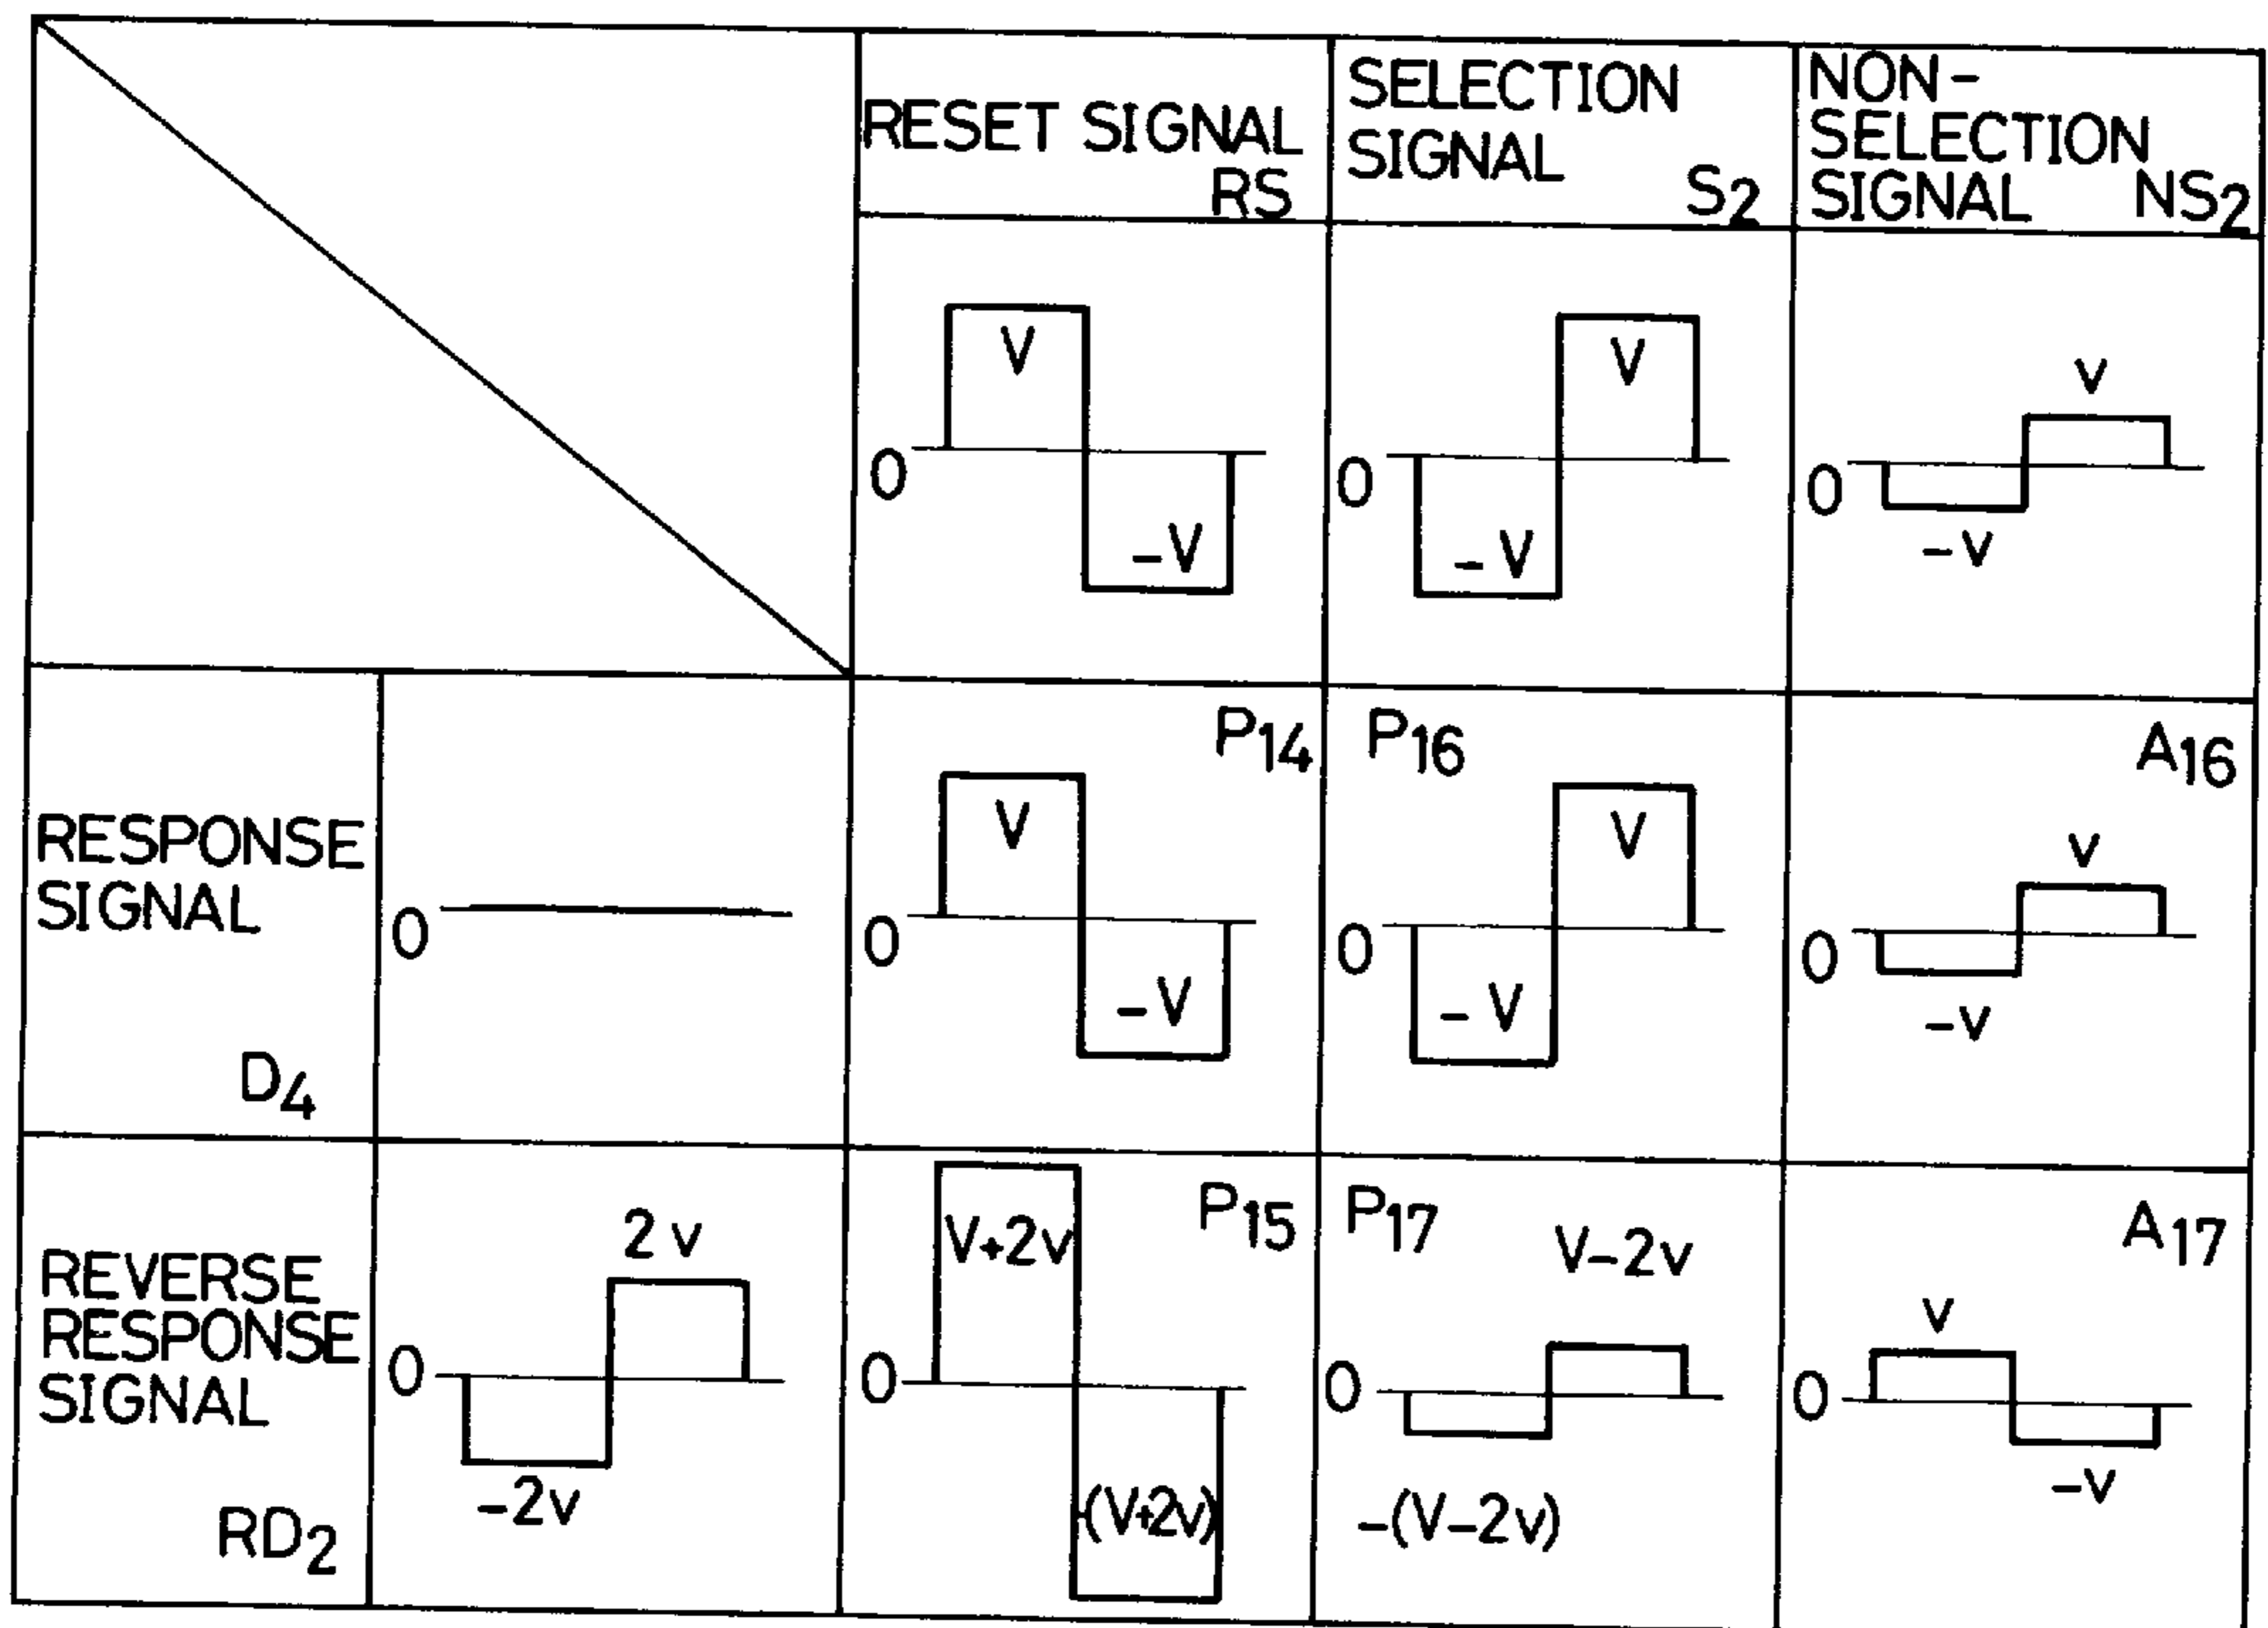 RESET SIGNAL
RS
SELECTION
SIGNAL
S2
NON-
SELECTION
SIGNAL NS2
V
0
-V
V
0
-V
v
0
-v
RESPONSE
SIGNAL
D4
0
P14
V
0
-V
P16
V
0
-V
A16
v
0
-v
REVERSE
RESPONSE
SIGNAL
RD2
2v
0
-2v
P15
V+2v
0
-(V+2v)
P17
V-2v
0
-(V-2v)
A17
v
0
-v